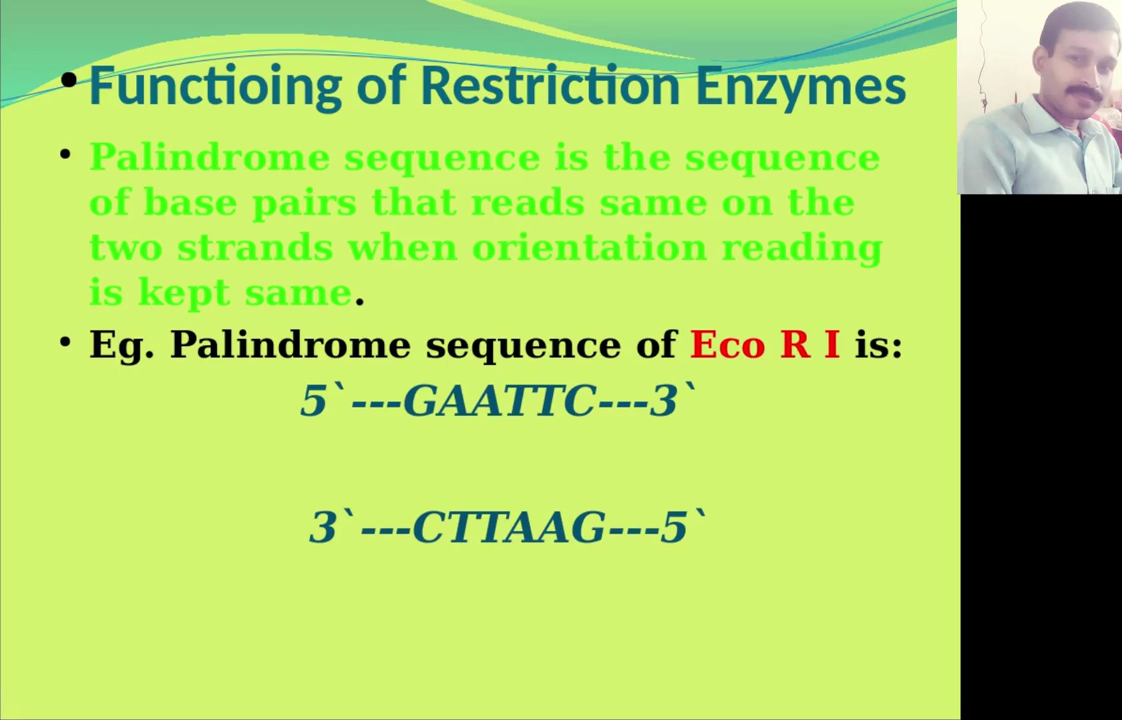 • Functioing of Restriction Enzymes
• Palindrome sequence is the sequence
of base pairs that reads same on the
two strands when orientation reading
is kept same.
• Eg. Palindrome sequence of Eco R I is:
5`---GAATTC---3`
3`---CTTAAG---5`